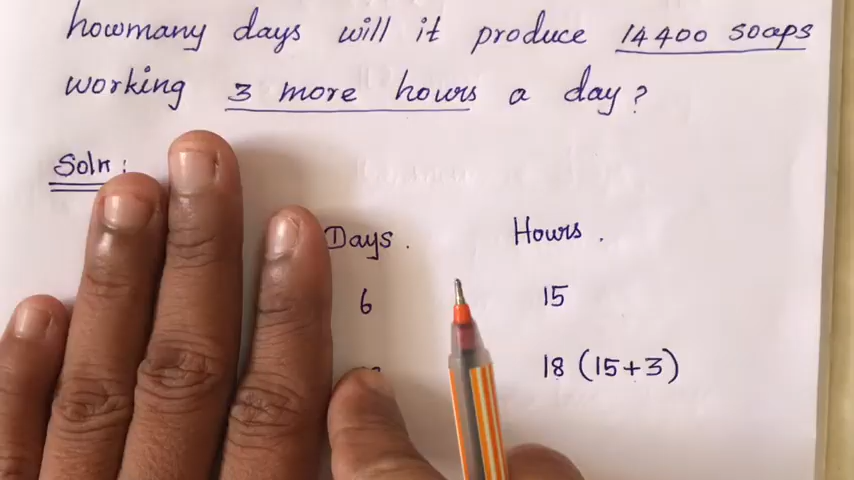 howmany days will it produce 14400 soaps
working 3 more hours a day?
Soln:
Days. Hours.
6 15
18 (15+3)